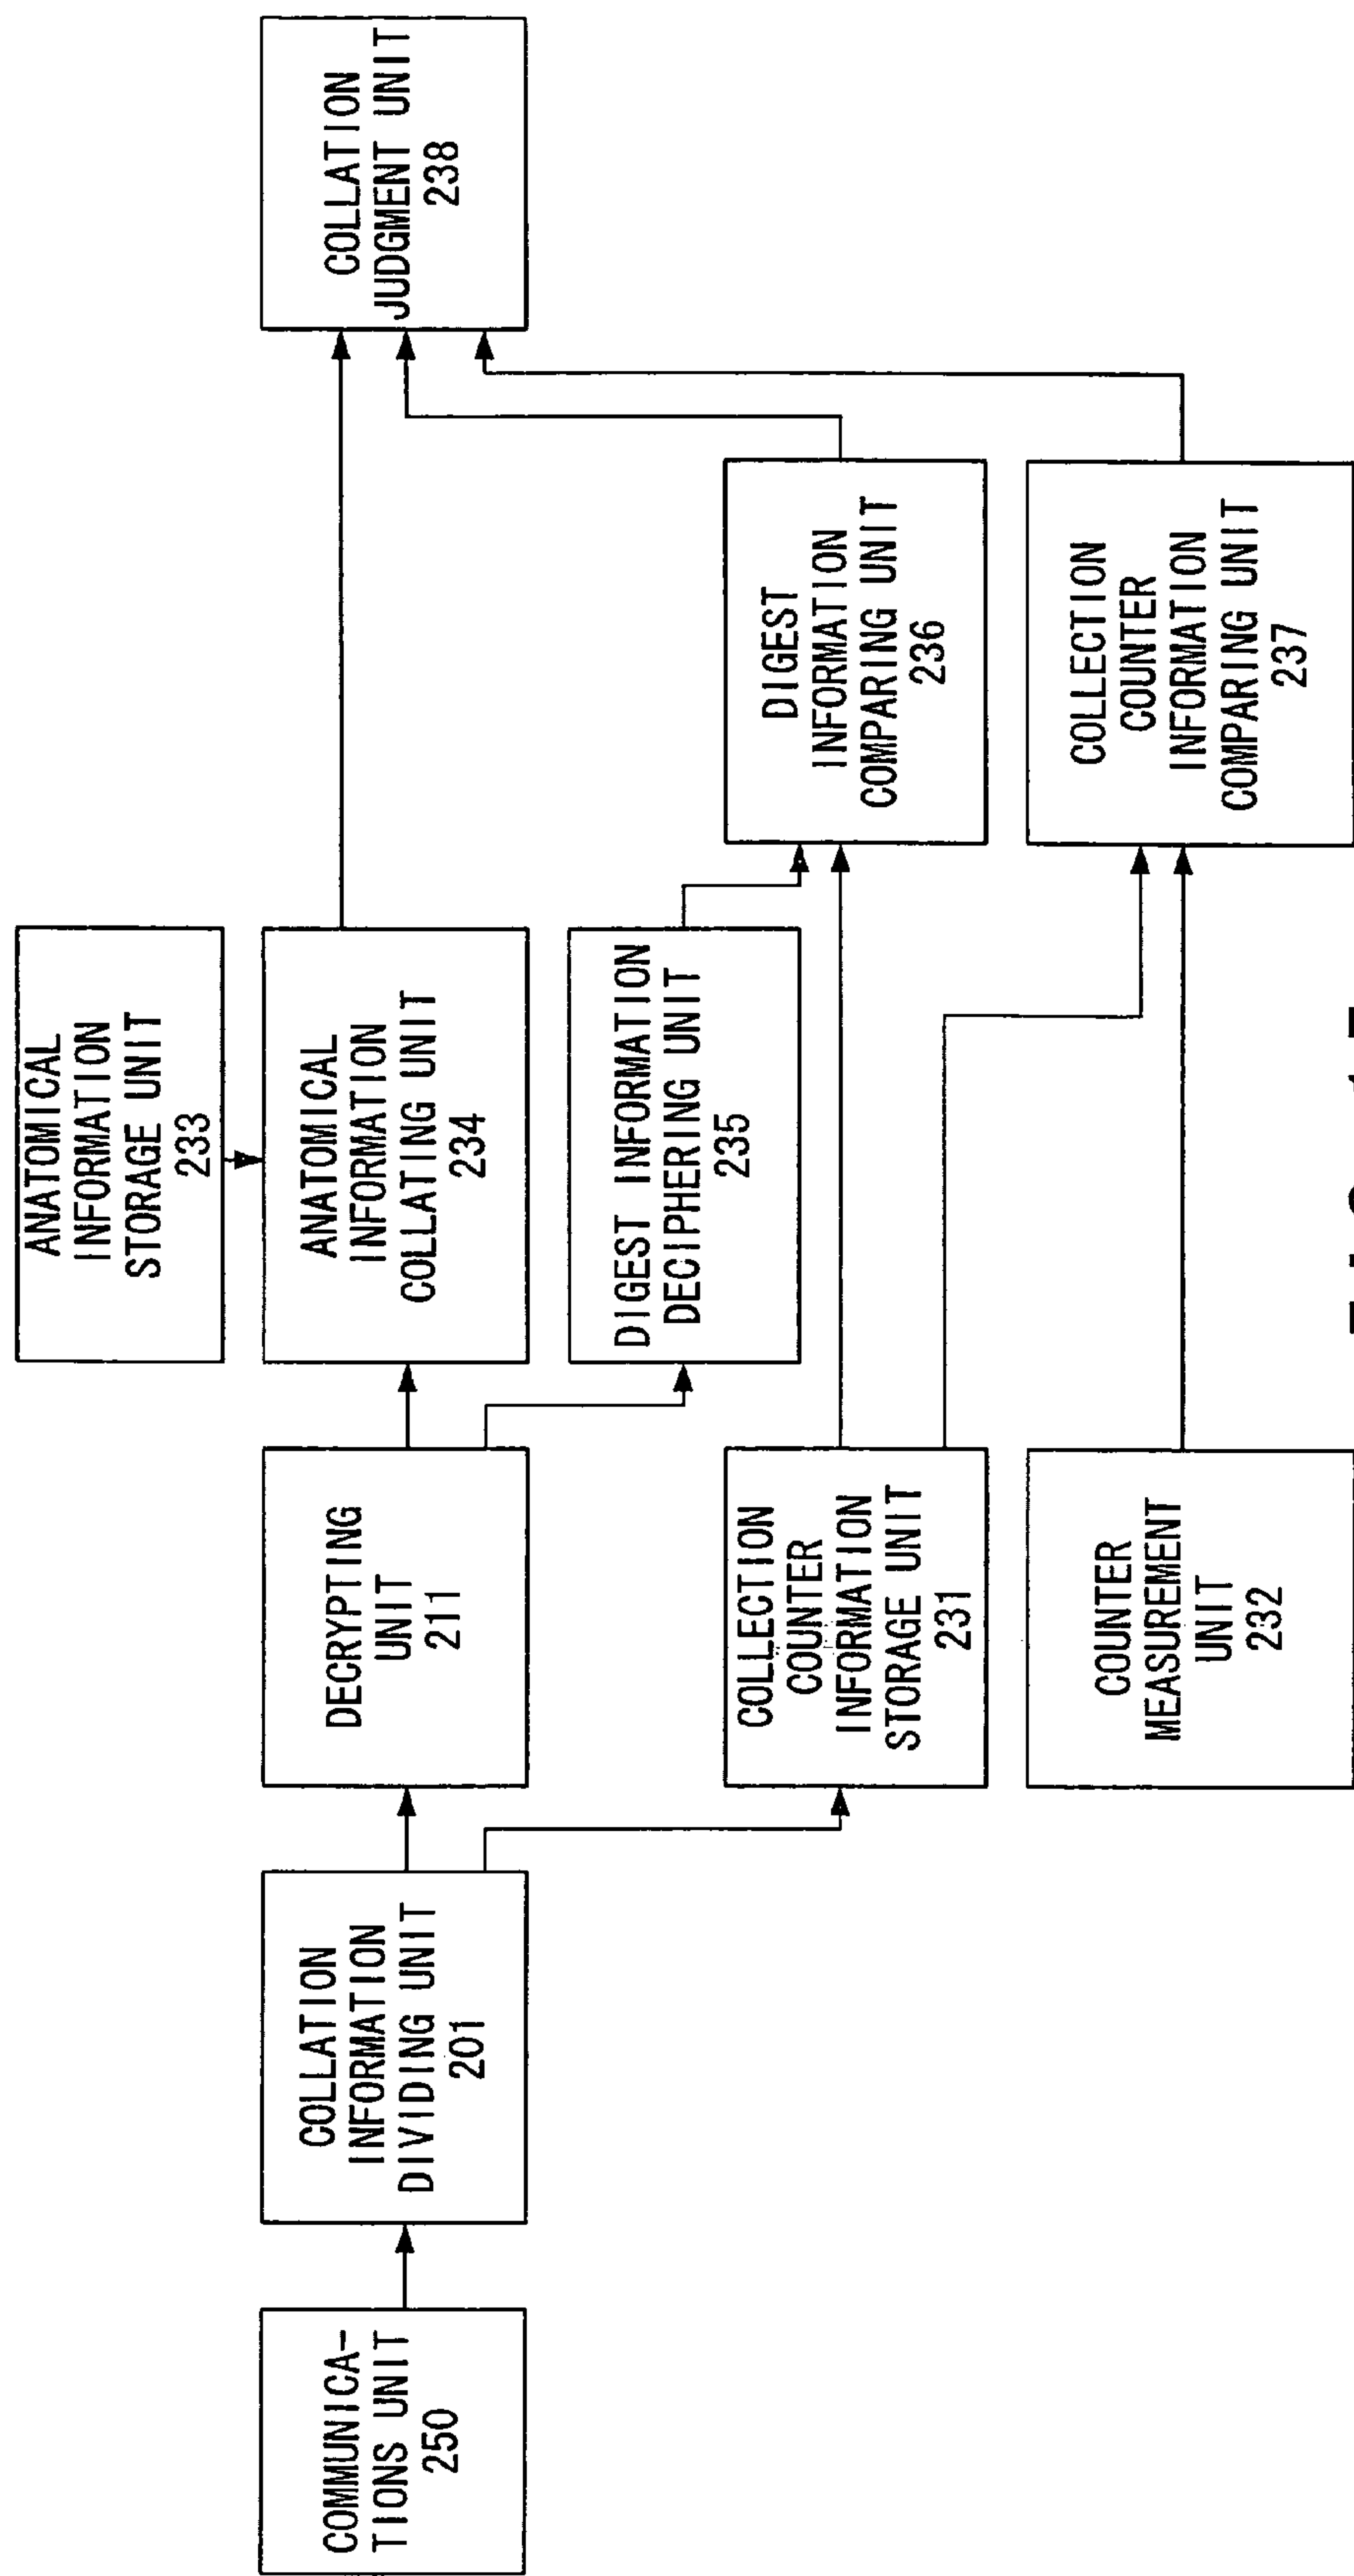 COMMUNICA-
TIONS UNIT
250
COLLATION
INFORMATION
DIVIDING UNIT
201
DECRYPTING
UNIT
211
ANATOMICAL
INFORMATION
STORAGE UNIT
233
ANATOMICAL
INFORMATION
COLLATING UNIT
234
DIGEST INFORMATION
DECIPHERING UNIT
235
COLLECTION
COUNTER
INFORMATION
STORAGE UNIT
231
COUNTER
MEASUREMENT
UNIT
232
DIGEST
INFORMATION
COMPARING UNIT
236
COLLECTION
COUNTER
INFORMATION
COMPARING UNIT
237
COLLATION
JUDGMENT UNIT
238